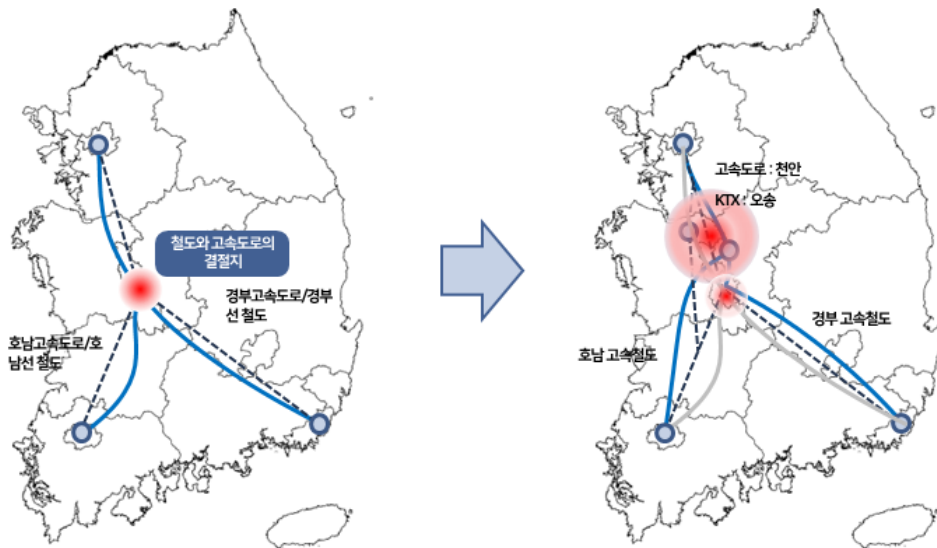 철도와 고속도로의
결절지
경부고속도로/경부
선 철도
호남고속도로/호
남선 철도
고속도로 : 천안
KTX : 오송
경부 고속철도
호남 고속철도